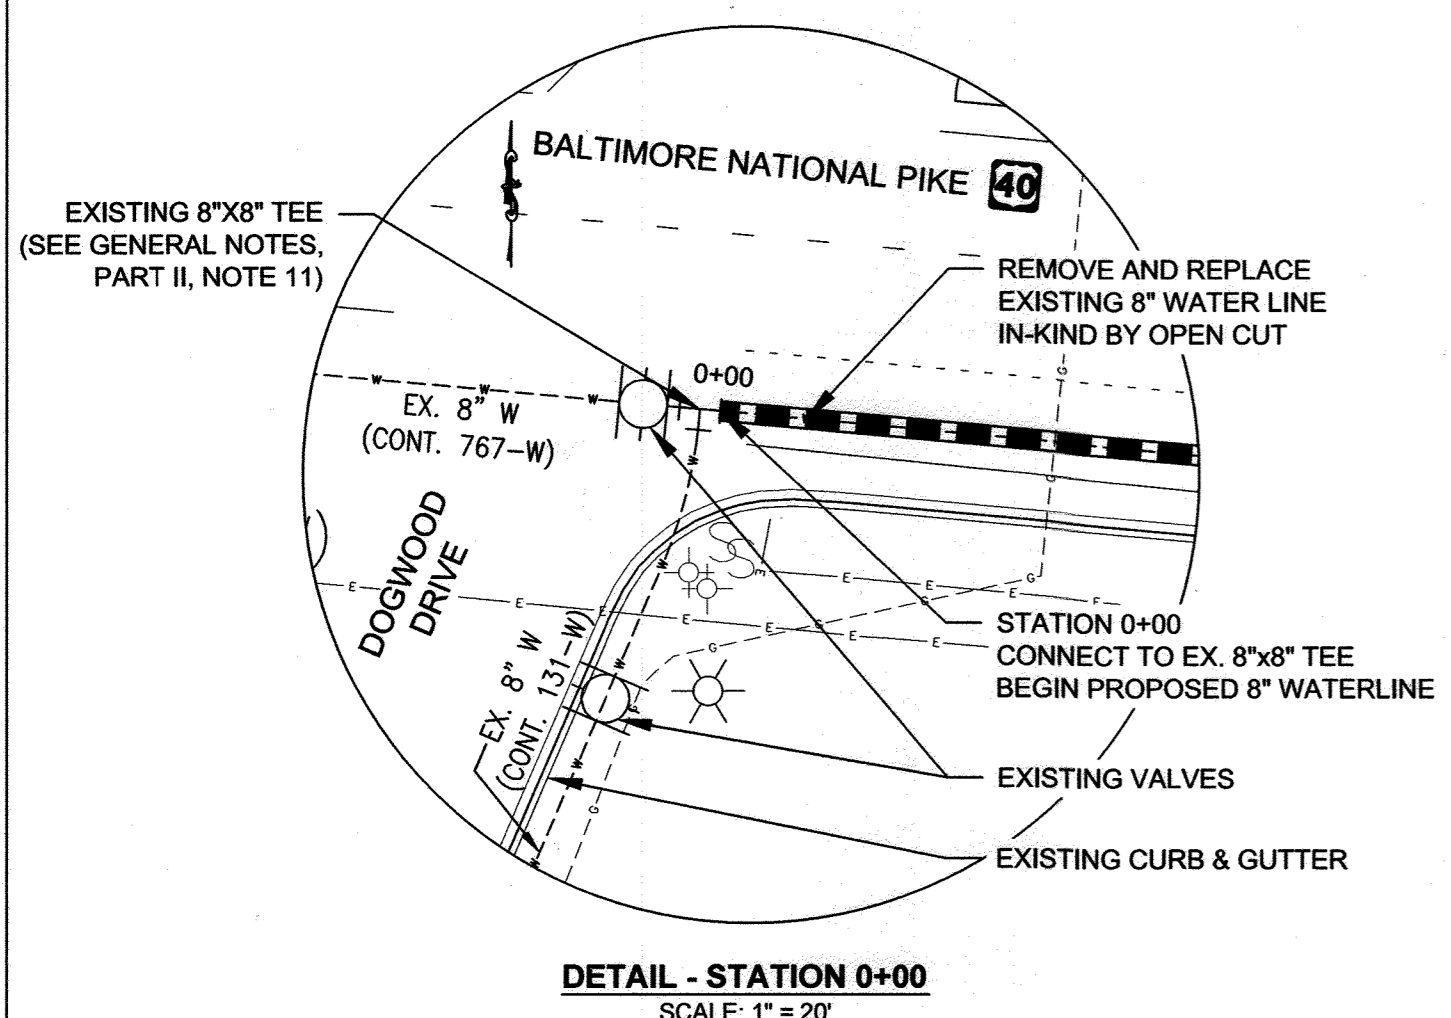 BALTIMORE NATIONAL PIKE 40
EXISTING 8"X8" TEE
(SEE GENERAL NOTES,
PART II, NOTE 11)
REMOVE AND REPLACE
EXISTING 8" WATER LINE
IN-KIND BY OPEN CUT
0+00
W W W
EX. 8" W
(CONT. 767-W)
DOGWOOD
DRIVE
EX. 8" W
(CONT. 131-W)
W W W W W
G G G G G G G
E E E E E E E E E
STATION 0+00
CONNECT TO EX. 8"x8" TEE
BEGIN PROPOSED 8" WATERLINE
EXISTING VALVES
EXISTING CURB & GUTTER
DETAIL - STATION 0+00
SCALE: 1" = 20'